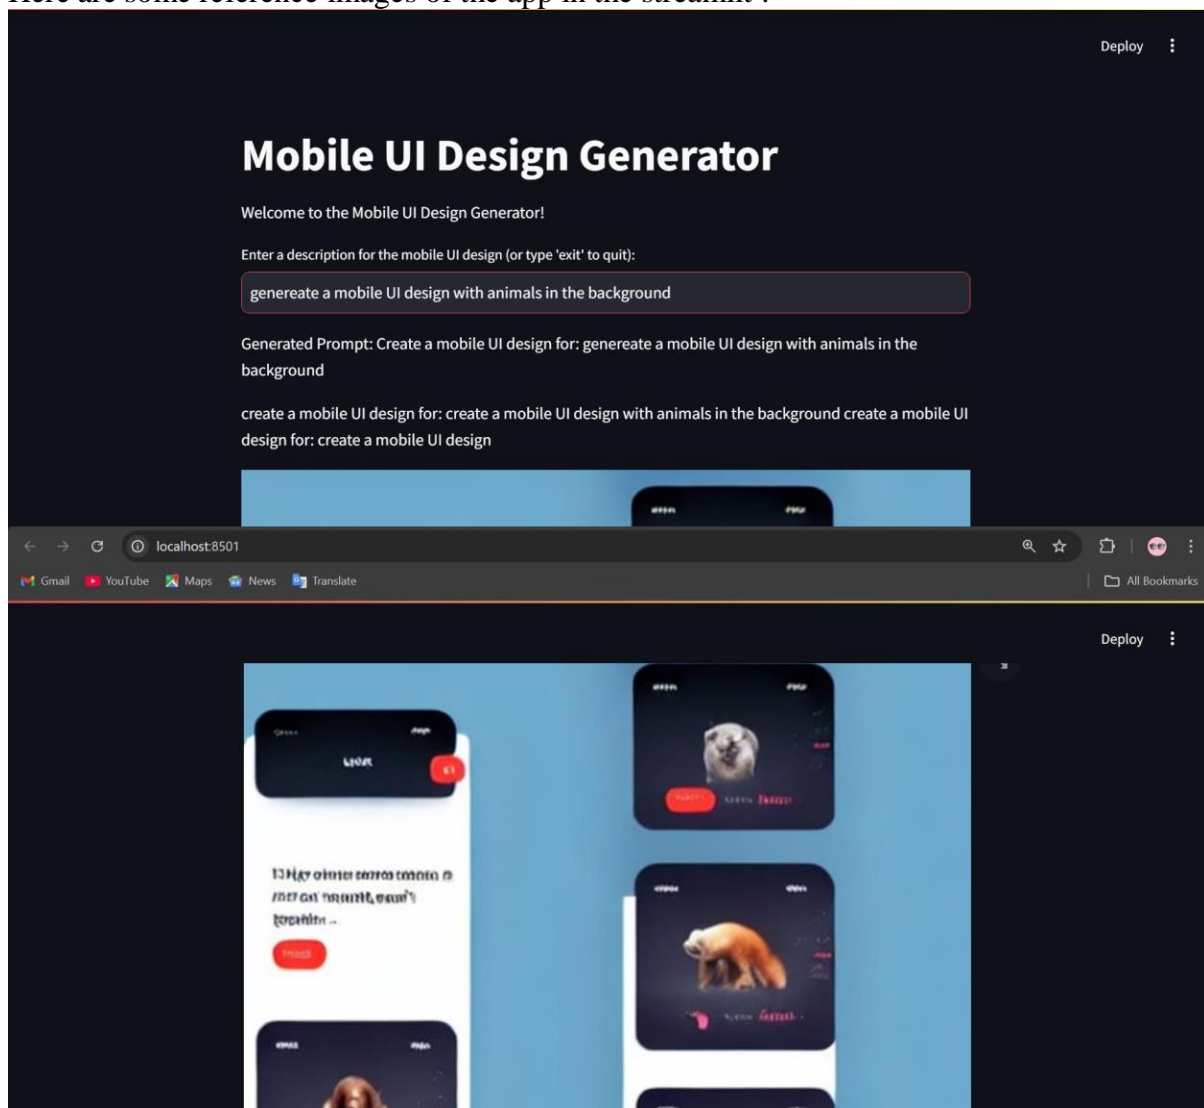 Here are some reference images of the app in the streamlit :
Deploy
Mobile UI Design Generator
Welcome to the Mobile UI Design Generator!
Enter a description for the mobile UI design (or type 'exit' to quit):
genereate a mobile UI design with animals in the background
Generated Prompt: Create a mobile UI design for: genereate a mobile UI design with animals in the
background
create a mobile UI design for: create a mobile UI design with animals in the background create a mobile UI
design for: create a mobile UI design
localhost:8501
Gmail YouTube Maps News Translate All Bookmarks
Deploy